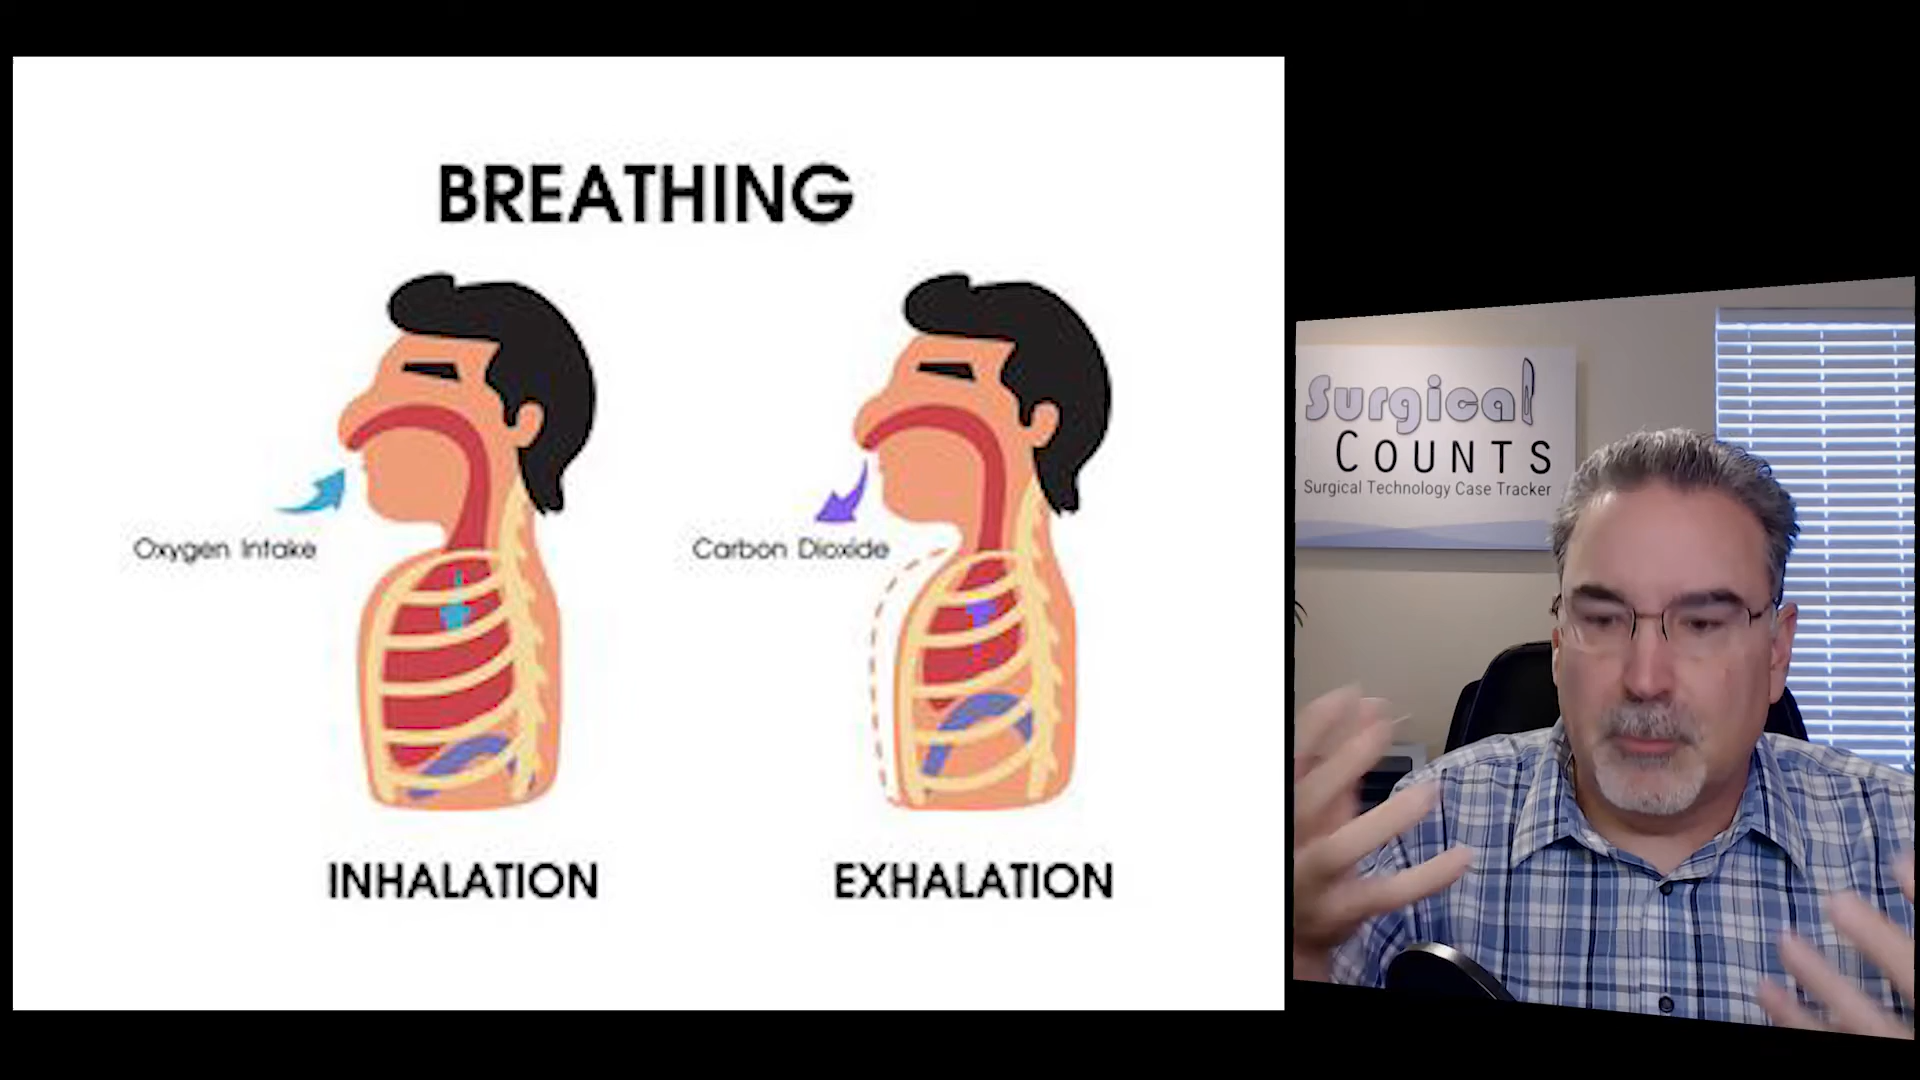 BREATHING
Oxygen Intake
Carbon Dioxide
INHALATION
EXHALATION
Surgical
COUNTS
Surgical Technology Case Tracker